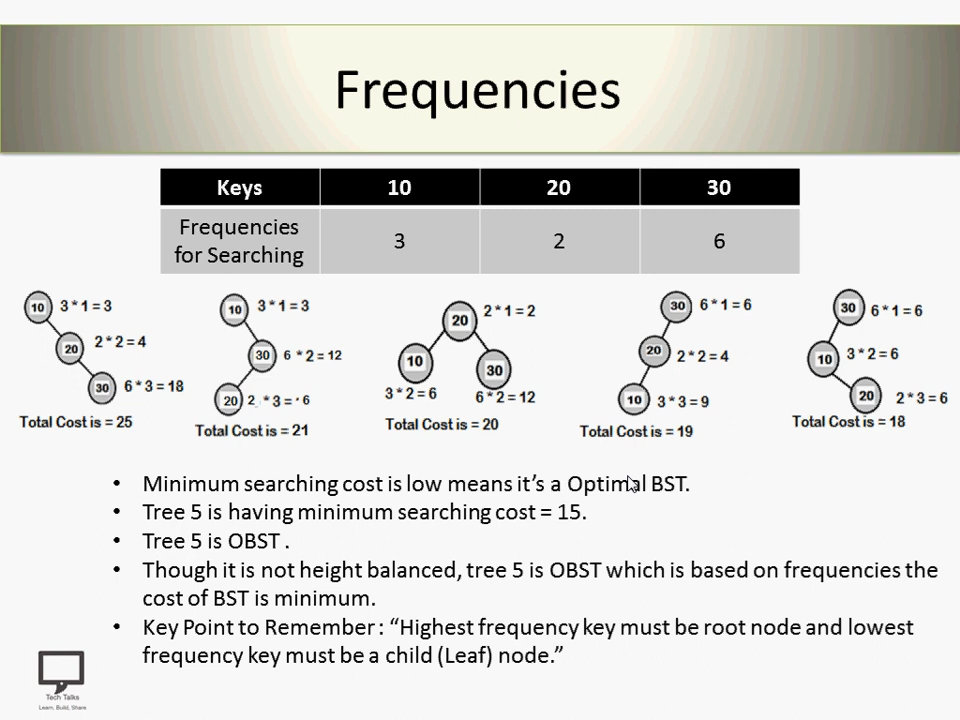 Frequencies
Keys 10 20 30
Frequencies
for Searching 3 2 6
10 3 * 1 = 3
20 2 * 2 = 4
30 6 * 3 = 18
Total Cost is = 25
10 3 * 1 = 3
30 6 * 2 = 12
20 2 * 3 = 6
Total Cost is = 21
20 2 * 1 = 2
10 30
3 * 2 = 6 6 * 2 = 12
Total Cost is = 20
30 6 * 1 = 6
20 2 * 2 = 4
10 3 * 3 = 9
Total Cost is = 19
30 6 * 1 = 6
10 3 * 2 = 6
20 2 * 3 = 6
Total Cost is = 18
• Minimum searching cost is low means it’s a Optimal BST.
• Tree 5 is having minimum searching cost = 15.
• Tree 5 is OBST .
• Though it is not height balanced, tree 5 is OBST which is based on frequencies the
cost of BST is minimum.
• Key Point to Remember : “Highest frequency key must be root node and lowest
frequency key must be a child (Leaf) node.”
Tech Talks
Learn, Build, Share